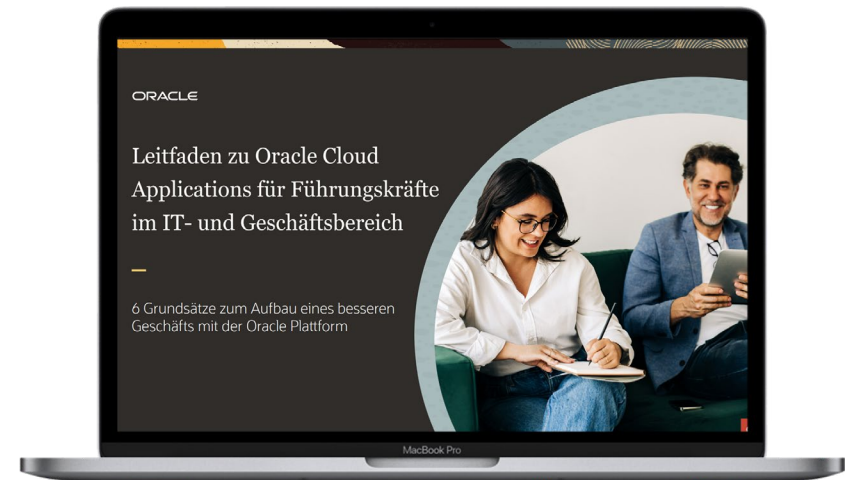 ORACLE
Leitfaden zu Oracle Cloud
Applications für Führungskräfte
im IT- und Geschäftsbereich
6 Grundsätze zum Aufbau eines besseren
Geschäfts mit der Oracle Plattform
MacBook Pro